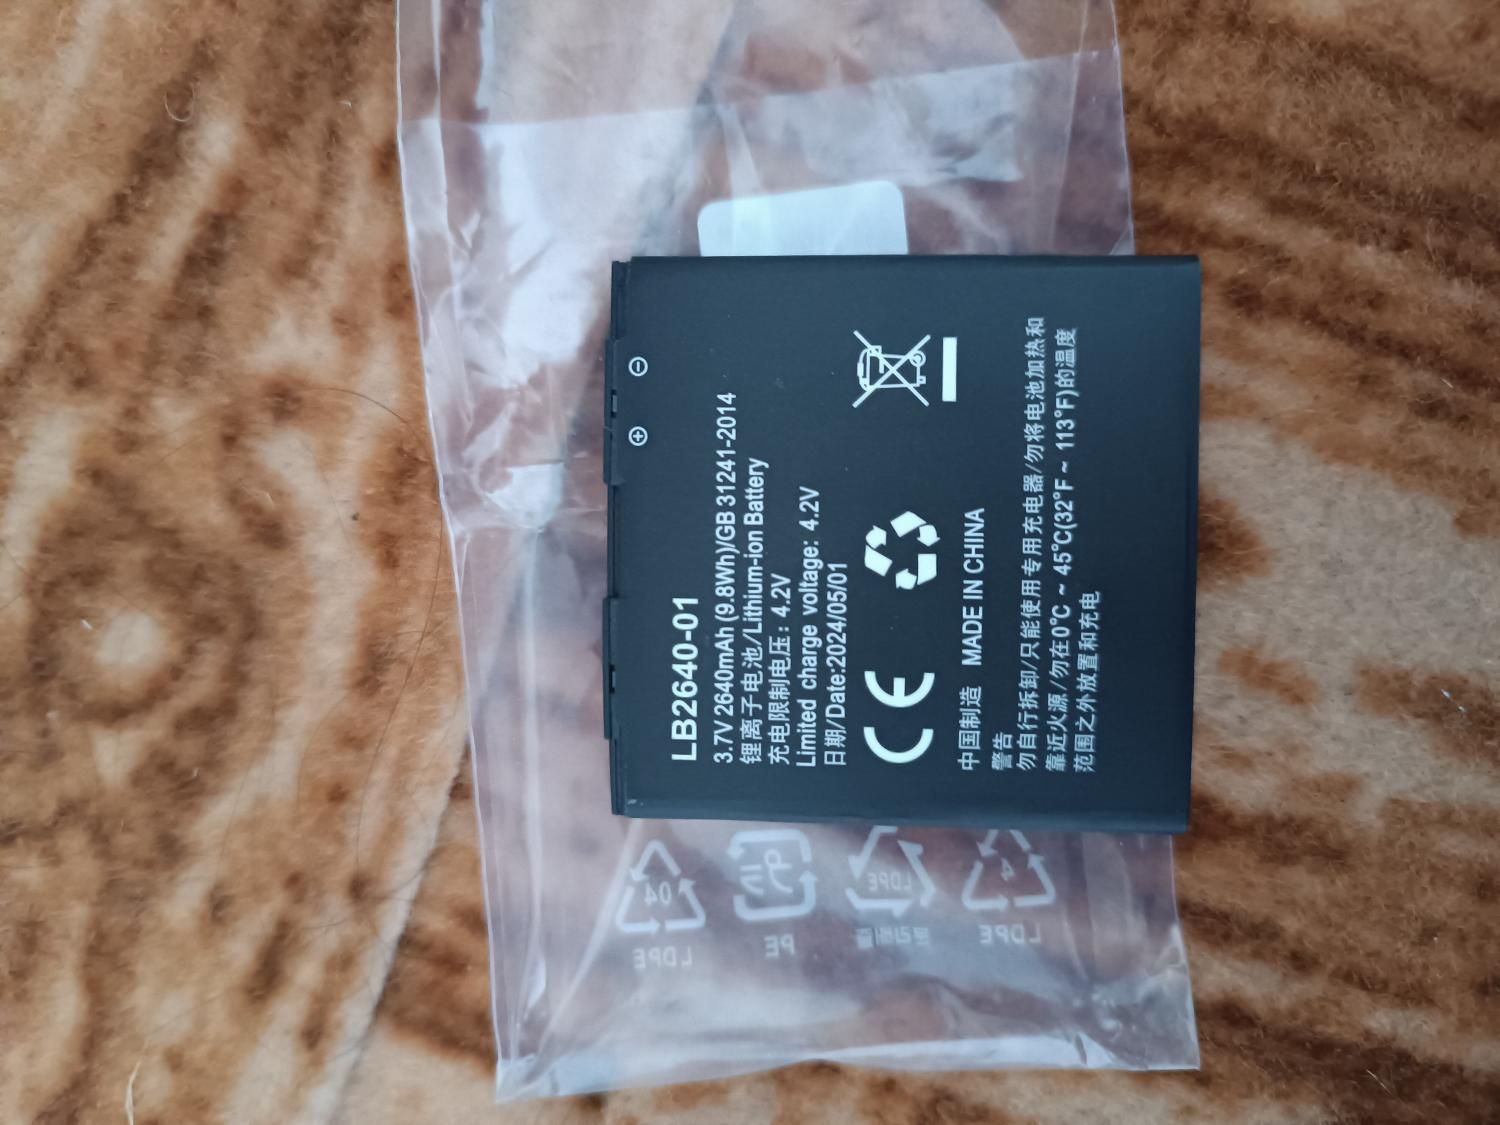 LB2640-01
3.7V 2640mAh (9.8Wh)/GB 31241-2014
锂离子电池/Lithium-ion Battery
充电限制电压: 4.2V
Limited charge voltage: 4.2V
日期/Date:2024/05/01
CE
中国制造 MADE IN CHINA
警告
勿自行拆卸/只能使用专用充电器/勿将电池加热和
靠近火源/勿在0℃ ~ 45℃(32°F ~ 113°F)的温度
范围之外放置和充电
04
LDPE
PE
LDPE
4
LDPE